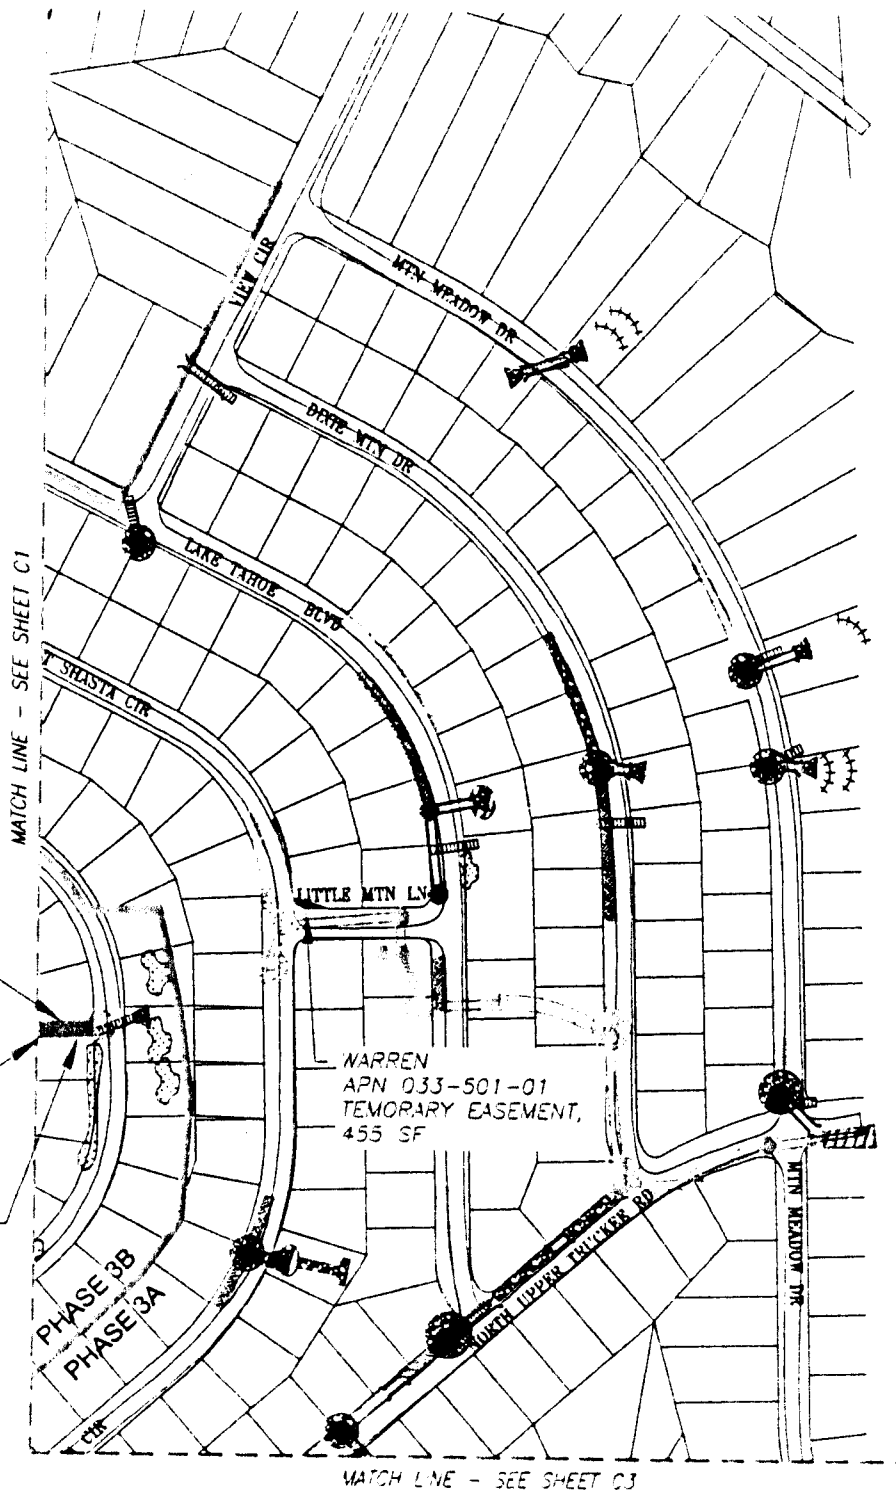 VIEW CIR
MTN MEADOW DR
DIXIE MTN DR
LAKE TAHOE BLVD
MATCH LINE - SEE SHEET C1
T SHASTA CIR
LITTLE MTN LN
WARREN
APN 033-501-01
TEMORARY EASEMENT,
455 SF
MTN MEADOW DR
NORTH UPPER TRUCKER RD
PHASE 3B
PHASE 3A
CIR
MATCH LINE - SEE SHEET C3